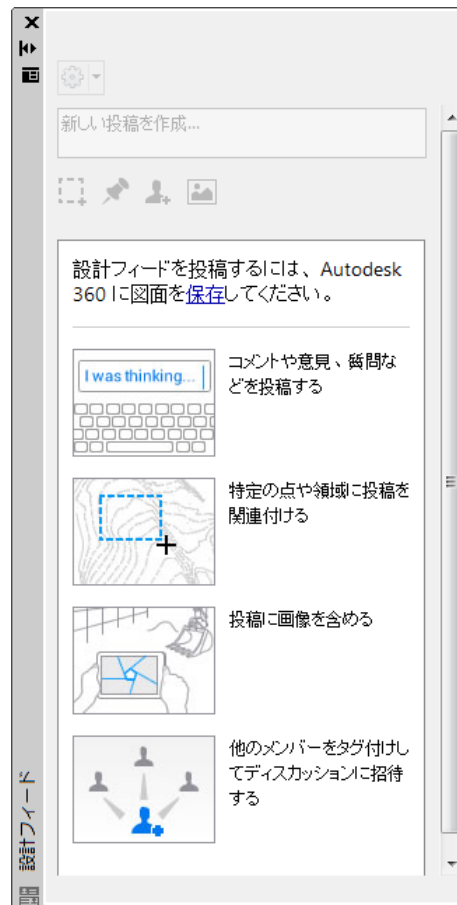 新しい投稿を作成...
設計フィードを投稿するには、Autodesk
360 に図面を保存してください。
I was thinking...
コメントや意見、質問な
どを投稿する
特定の点や領域に投稿を
関連付ける
投稿に画像を含める
他のメンバーをタグ付けし
てディスカッションに招待
する
設計フィード